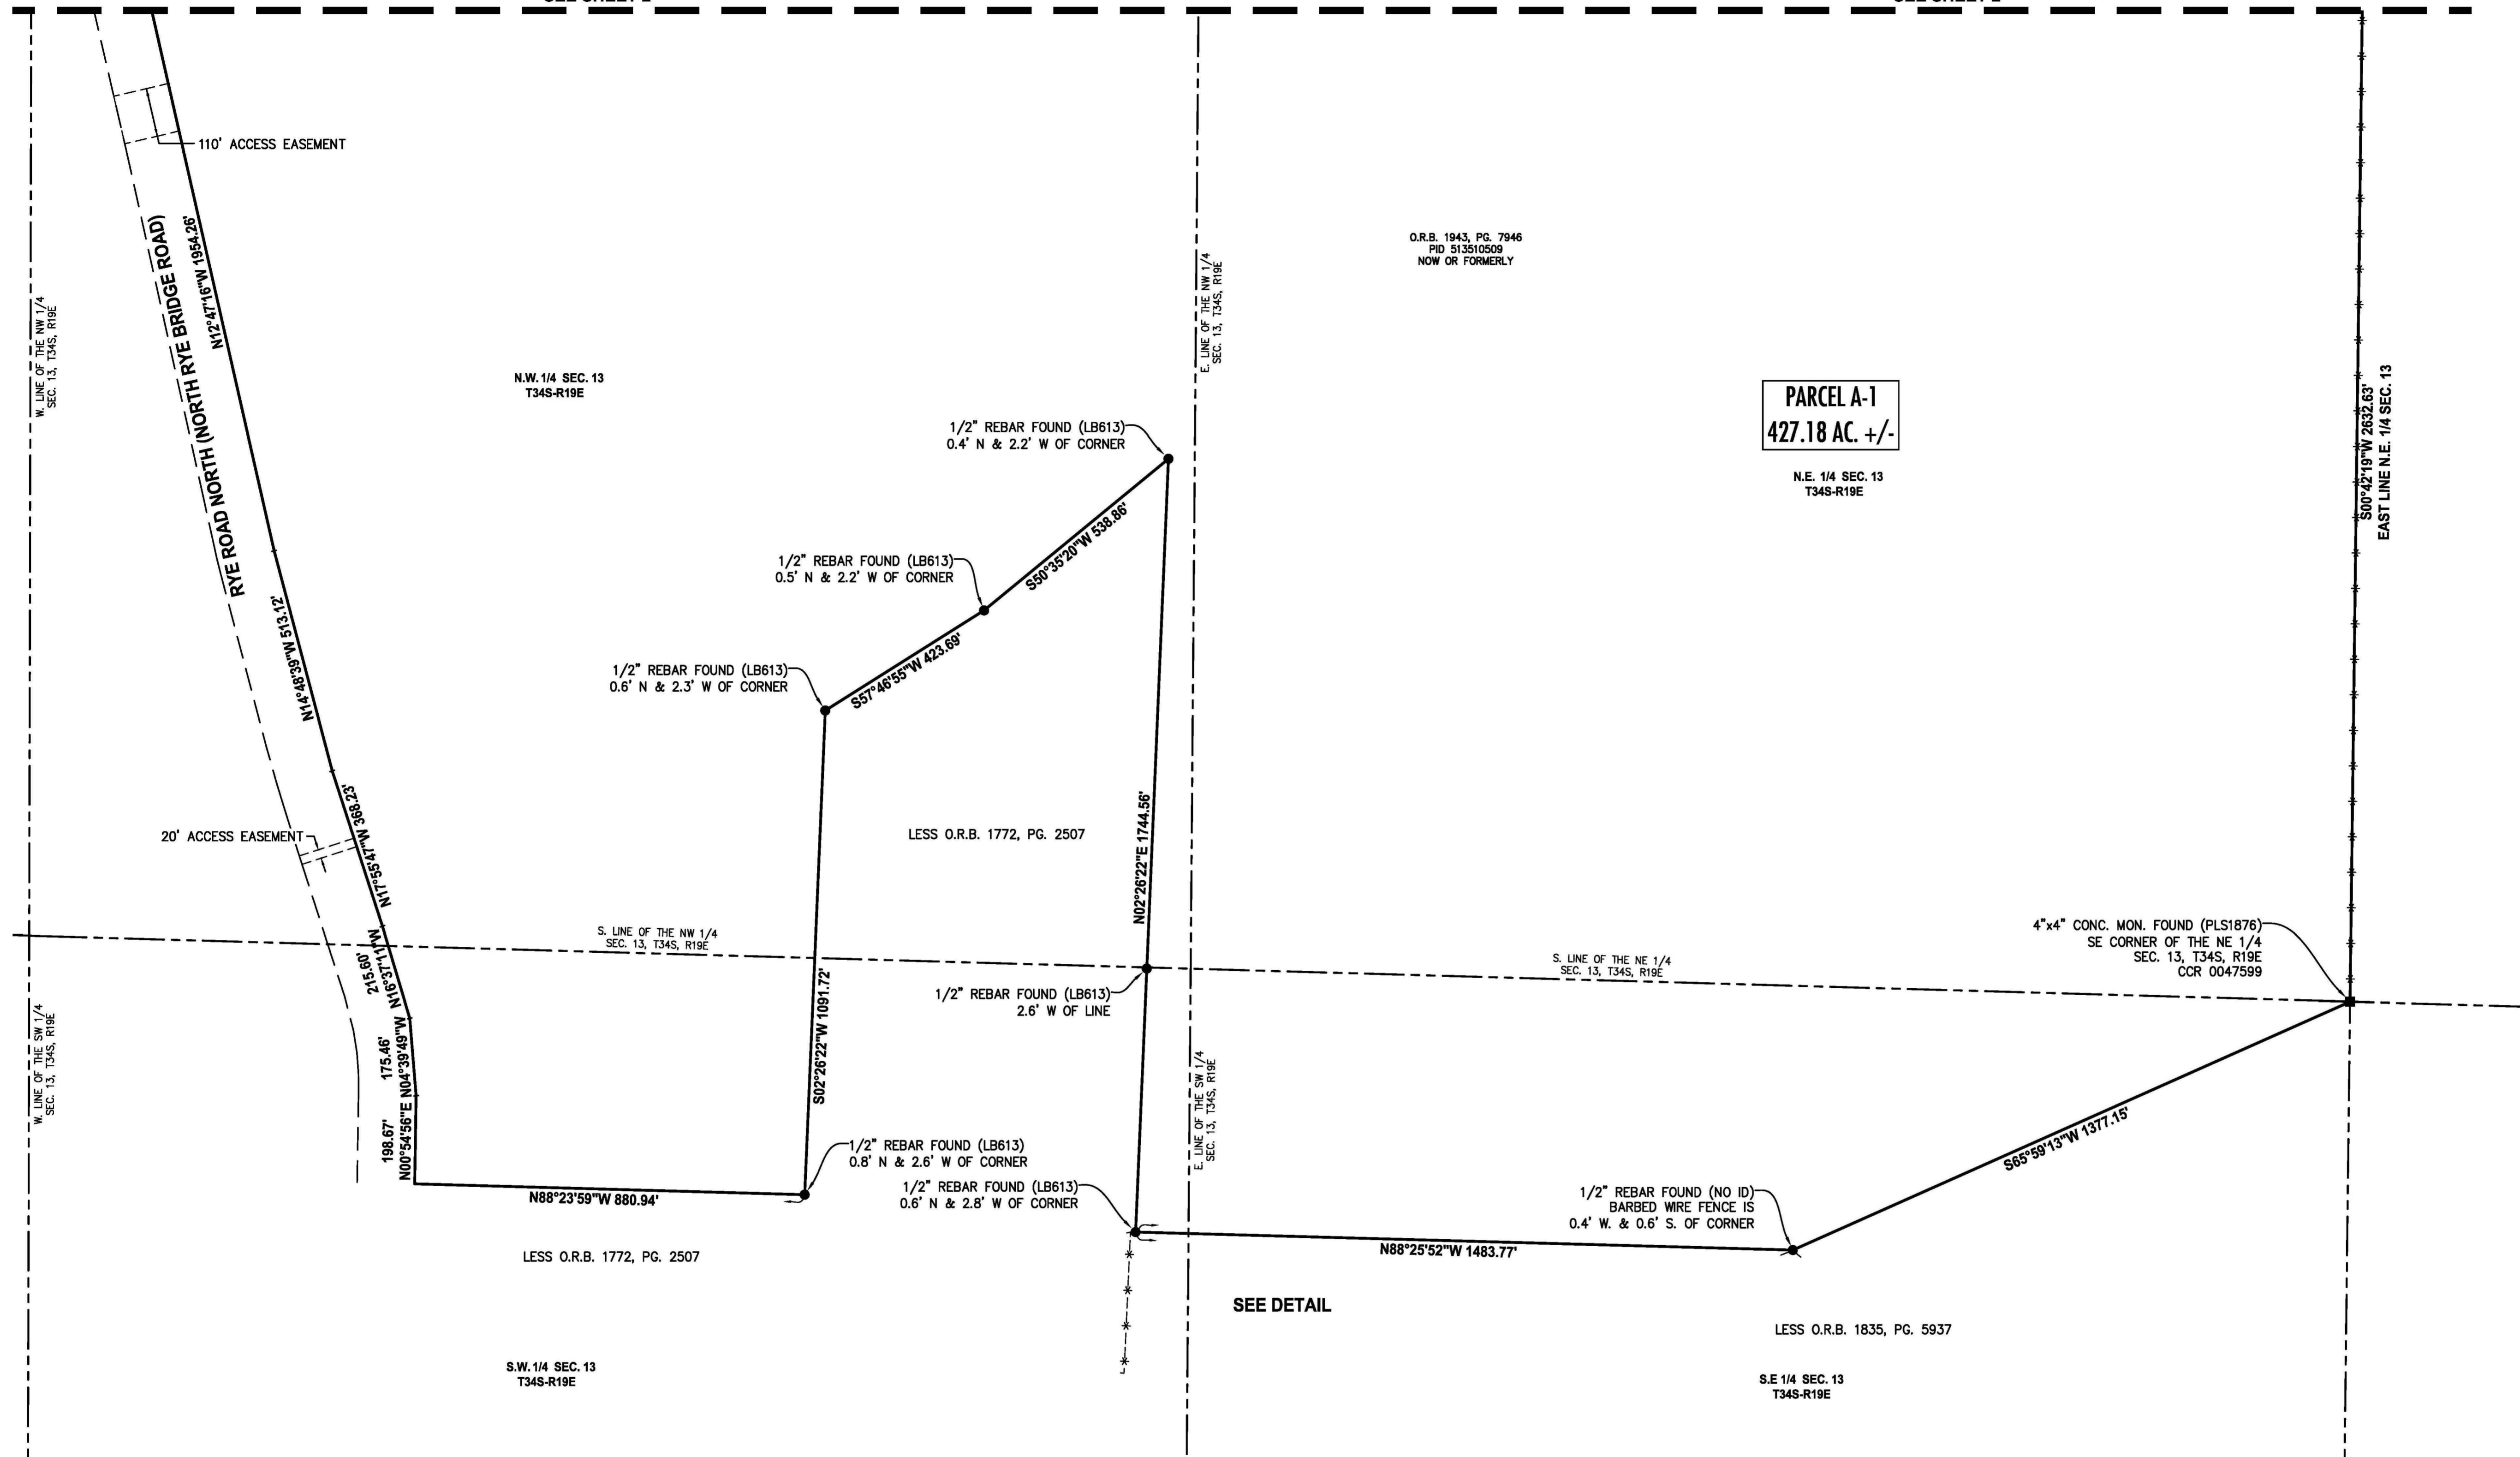 110' ACCESS EASEMENT
W. LINE OF THE NW 1/4
SEC. 13, T34S, R19E
RYE ROAD NORTH (NORTH RYE BRIDGE ROAD)
N12°47'16"W 1954.26'
N.W. 1/4 SEC. 13
T34S-R19E
E. LINE OF THE NW 1/4
SEC. 13, T34S, R19E
O.R.B. 1943, PG. 7946
PID 513510509
NOW OR FORMERLY
PARCEL A-1
427.18 AC. +/-
N.E. 1/4 SEC. 13
T34S-R19E
S00°42'19"W 2632.63'
EAST LINE N.E. 1/4 SEC. 13
1/2" REBAR FOUND (LB613)
0.4' N & 2.2' W OF CORNER
S50°35'20"W 538.86'
1/2" REBAR FOUND (LB613)
0.5' N & 2.2' W OF CORNER
S57°46'55"W 423.69'
1/2" REBAR FOUND (LB613)
0.6' N & 2.3' W OF CORNER
N14°48'39"W 513.12'
N17°55'47"W 368.23'
20' ACCESS EASEMENT
LESS O.R.B. 1772, PG. 2507
N02°26'22"E 1744.56'
S. LINE OF THE NW 1/4
SEC. 13, T34S, R19E
S. LINE OF THE NE 1/4
SEC. 13, T34S, R19E
4"x4" CONC. MON. FOUND (PLS1876)
SE CORNER OF THE NE 1/4
SEC. 13, T34S, R19E
CCR 0047599
215.60'
N16°37'11"W
1/2" REBAR FOUND (LB613)
2.6' W OF LINE
S02°26'22"W 1091.72'
W. LINE OF THE SW 1/4
SEC. 13, T34S, R19E
175.46'
N04°39'49"W
198.67'
N00°54'56"E
E. LINE OF THE SW 1/4
SEC. 13, T34S, R19E
S65°59'13"W 1377.15'
1/2" REBAR FOUND (LB613)
0.8' N & 2.6' W OF CORNER
N88°23'59"W 880.94'
1/2" REBAR FOUND (LB613)
0.6' N & 2.8' W OF CORNER
1/2" REBAR FOUND (NO ID)
BARBED WIRE FENCE IS
0.4' W. & 0.6' S. OF CORNER
N88°25'52"W 1483.77'
LESS O.R.B. 1772, PG. 2507
SEE DETAIL
LESS O.R.B. 1835, PG. 5937
S.W. 1/4 SEC. 13
T34S-R19E
S.E 1/4 SEC. 13
T34S-R19E